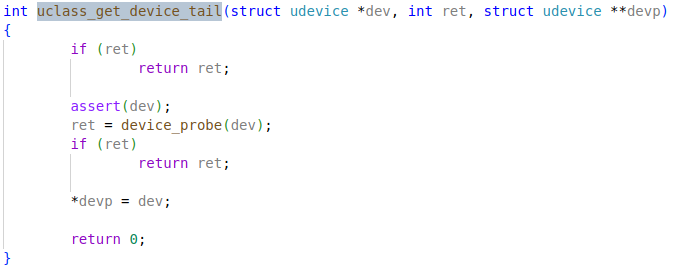 int uclass_get_device_tail(struct udevice *dev, int ret, struct udevice **devp)
{
        if (ret)
                return ret;

        assert(dev);
        ret = device_probe(dev);
        if (ret)
                return ret;

        *devp = dev;

        return 0;
}